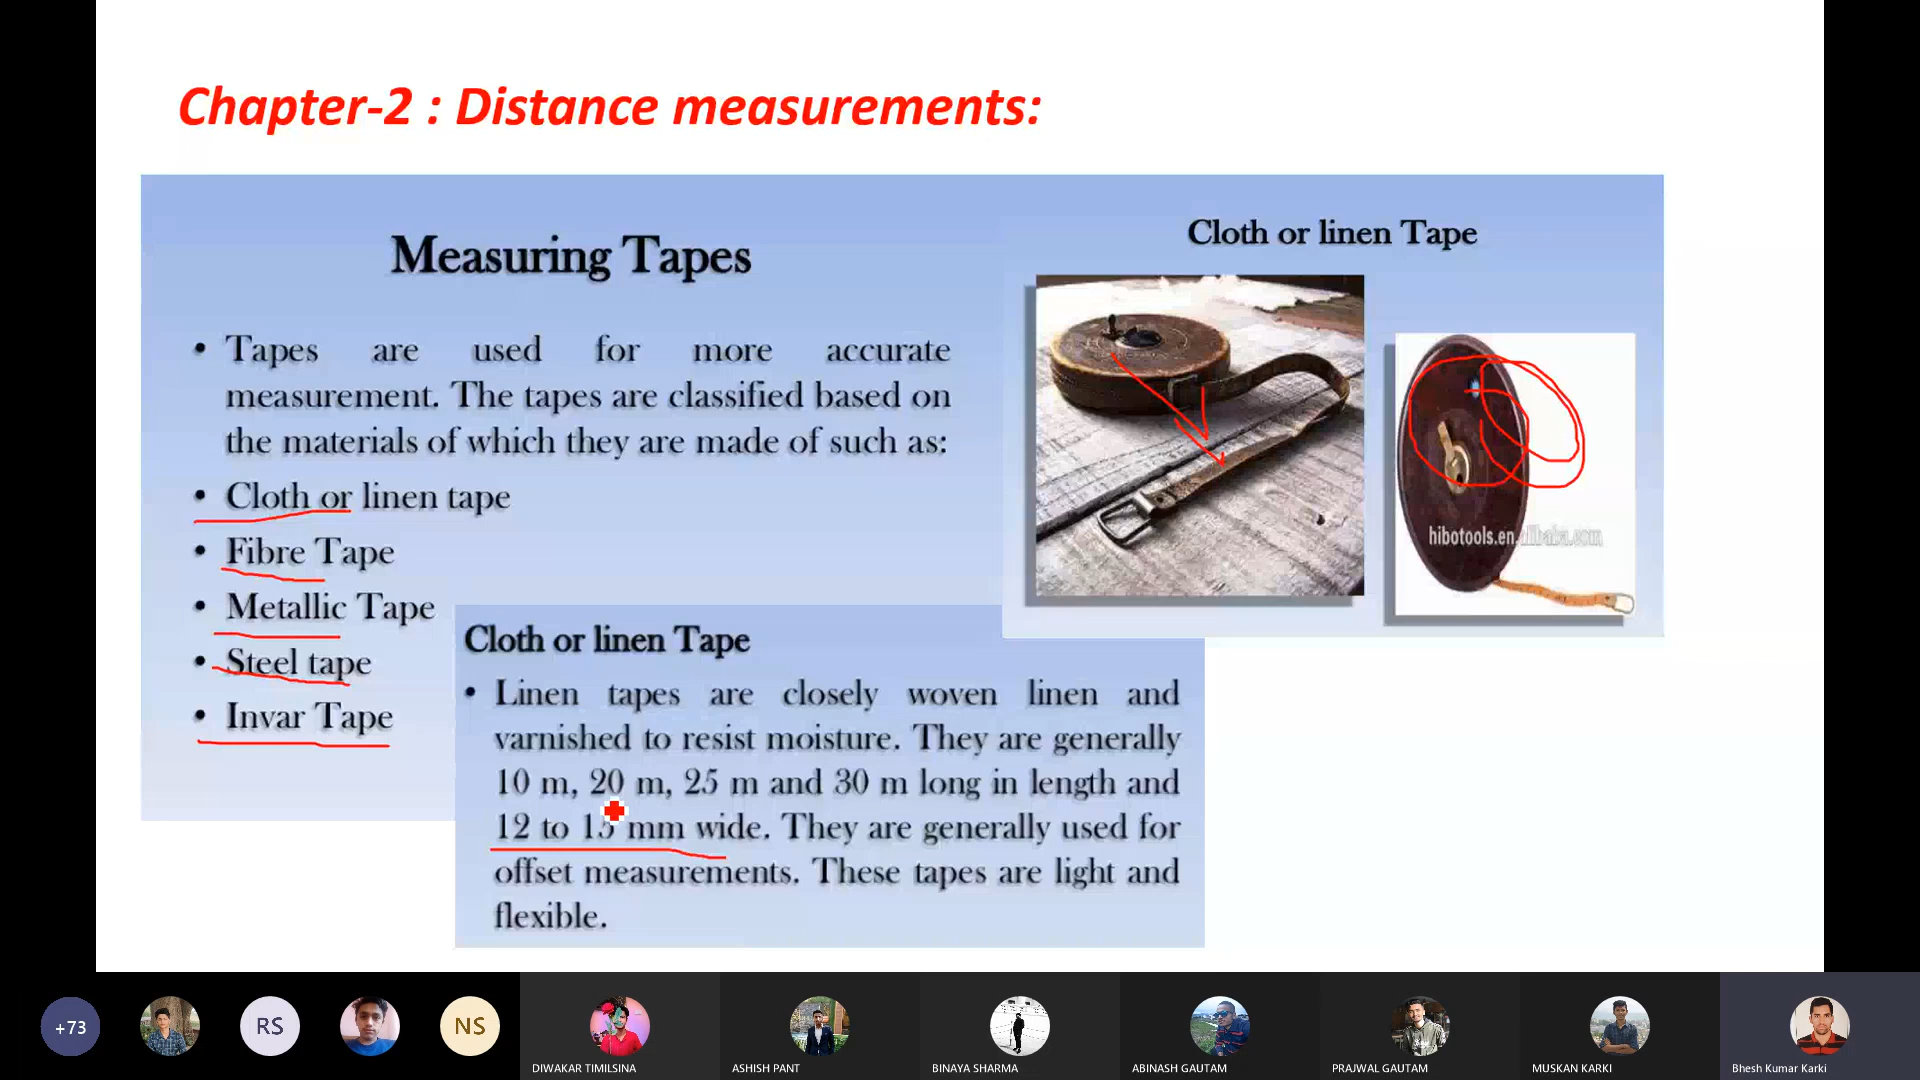 Chapter-2 : Distance measurements:
Measuring Tapes
• Tapes are used for more accurate
measurement. The tapes are classified based on
the materials of which they are made of such as:
• Cloth or linen tape
• Fibre Tape
• Metallic Tape
• Steel tape
• Invar Tape
Cloth or linen Tape
hibotools.en.alibaba.com
Cloth or linen Tape
• Linen tapes are closely woven linen and
varnished to resist moisture. They are generally
10 m, 20 m, 25 m and 30 m long in length and
12 to 15 mm wide. They are generally used for
offset measurements. These tapes are light and
flexible.
+73
RS
NS
DIWAKAR TIMILSINA
ASHISH PANT
BINAYA SHARMA
ABINASH GAUTAM
PRAJWAL GAUTAM
MUSKAN KARKI
Bhesh Kumar Karki